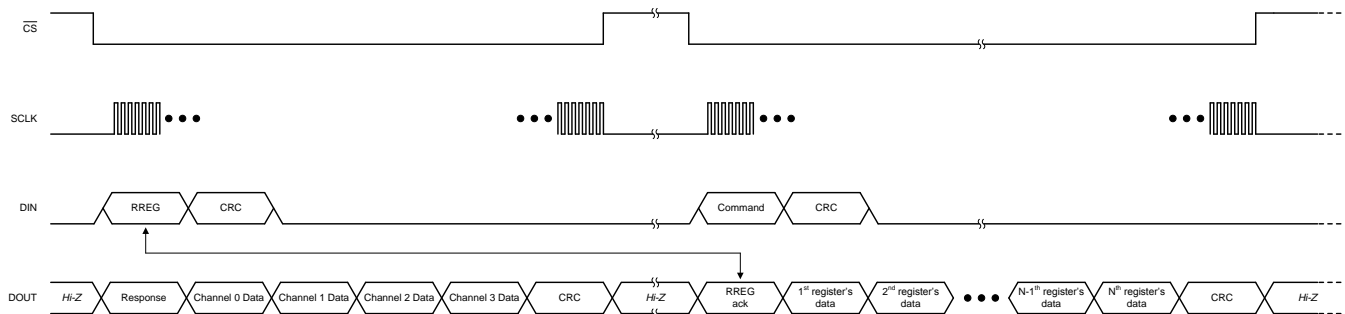 CS
SCLK
DIN
RREG
CRC
Command
CRC
DOUT
Hi-Z
Response
Channel 0 Data
Channel 1 Data
Channel 2 Data
Channel 3 Data
CRC
Hi-Z
RREG
ack
1st register's
data
2nd register's
data
N-1th register's
data
Nth register's
data
CRC
Hi-Z